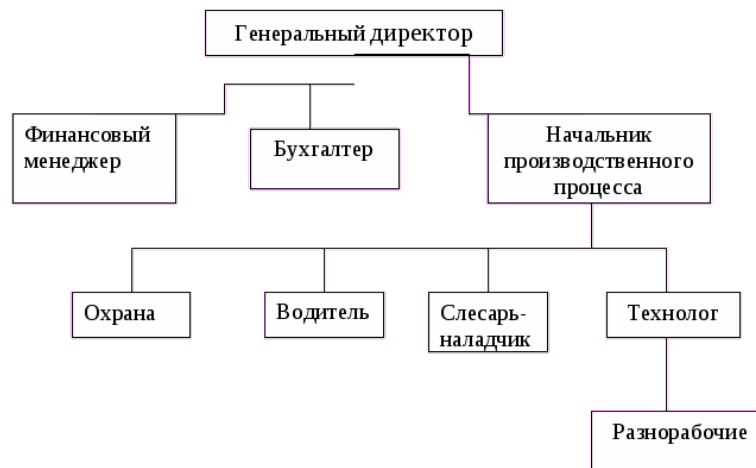 Генеральный директор
Финансовый
менеджер
Бухгалтер
Начальник
производственного
процесса
Охрана
Водитель
Слесарь-
наладчик
Технолог
Разнорабочие